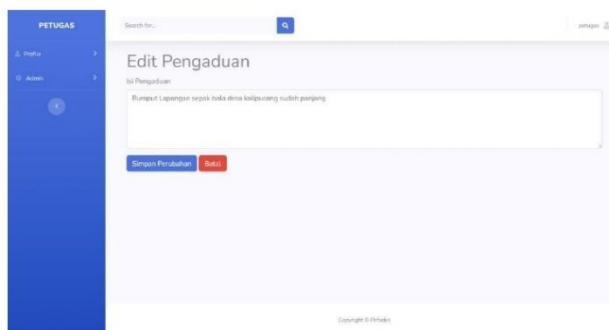 PETUGAS
Search for...
petugas
Profile
Admin
Edit Pengaduan
Isi Pengaduan
Rumput Lapangan sepak bola desa kalipucang sudah panjang
Simpan Perubahan
Batal
Copyright ©